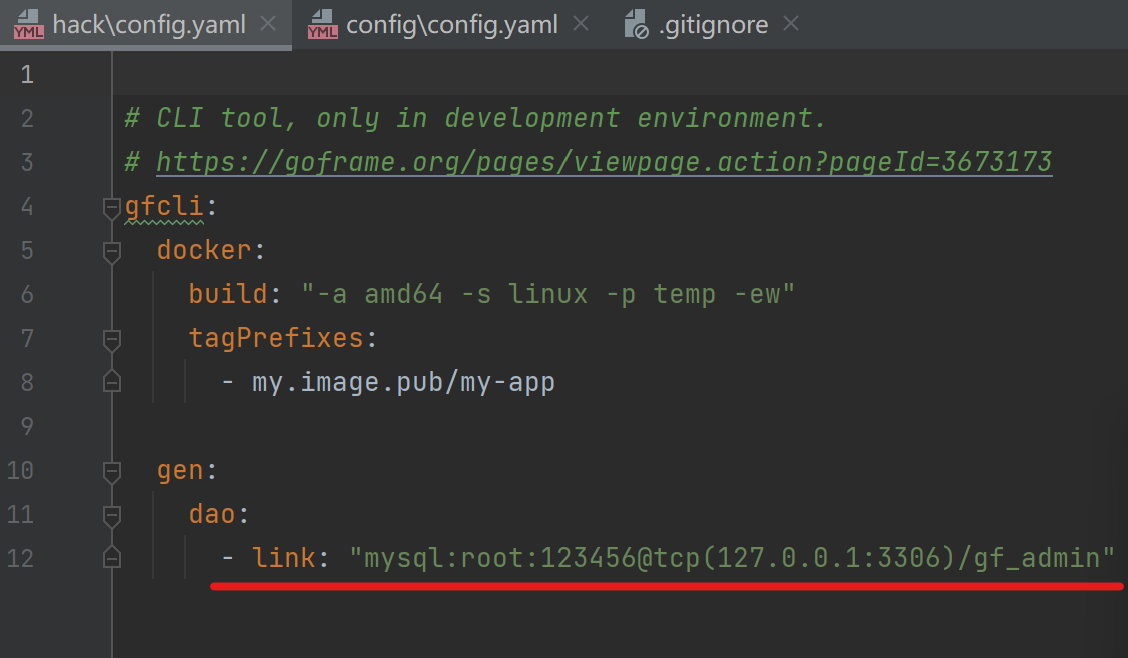 hack\config.yaml
config\config.yaml
.gitignore
1
2 # CLI tool, only in development environment.
3 # https://goframe.org/pages/viewpage.action?pageId=3673173
4 gfcli:
5   docker:
6     build: "-a amd64 -s linux -p temp -ew"
7     tagPrefixes:
8       - my.image.pub/my-app
9
10   gen:
11     dao:
12       - link: "mysql:root:123456@tcp(127.0.0.1:3306)/gf_admin"